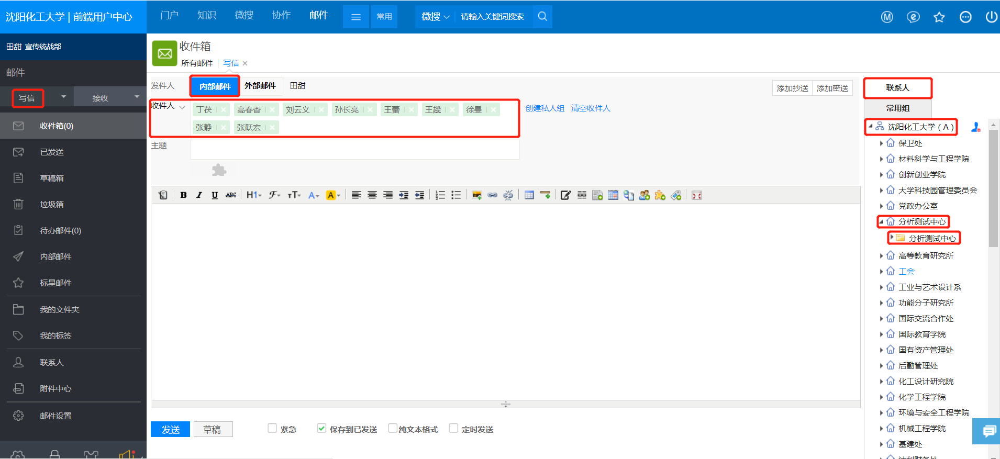 沈阳化工大学 | 前端用户中心
门户 知识 微搜 协作 邮件 常用 微搜 请输入关键词搜索
田甜 宣传统战部
邮件
写信 接收
收件箱(0)
已发送
草稿箱
垃圾箱
待办邮件(0)
内部邮件
标星邮件
我的文件夹
我的标签
联系人
附件中心
邮件设置
收件箱
所有邮件 写信
发件人 内部邮件 外部邮件 田甜 添加抄送 添加密送
收件人 丁茯 高春香 刘云义 孙长亮 王蕾 王趱 徐曼 创建私人组 清空收件人
张静 张跃宏
主题
B I U ABC H1 F TT A A
发送 草稿 紧急 保存到已发送 纯文本格式 定时发送
联系人
常用组
沈阳化工大学（A）
保卫处
材料科学与工程学院
创新创业学院
大学科技园管理委员会
党政办公室
分析测试中心
分析测试中心
高等教育研究所
工会
工业与艺术设计系
功能分子研究所
国际交流合作处
国际教育学院
国有资产管理处
后勤管理处
化工设计研究院
化学工程学院
环境与安全工程学院
机械工程学院
基建处
计划财务处